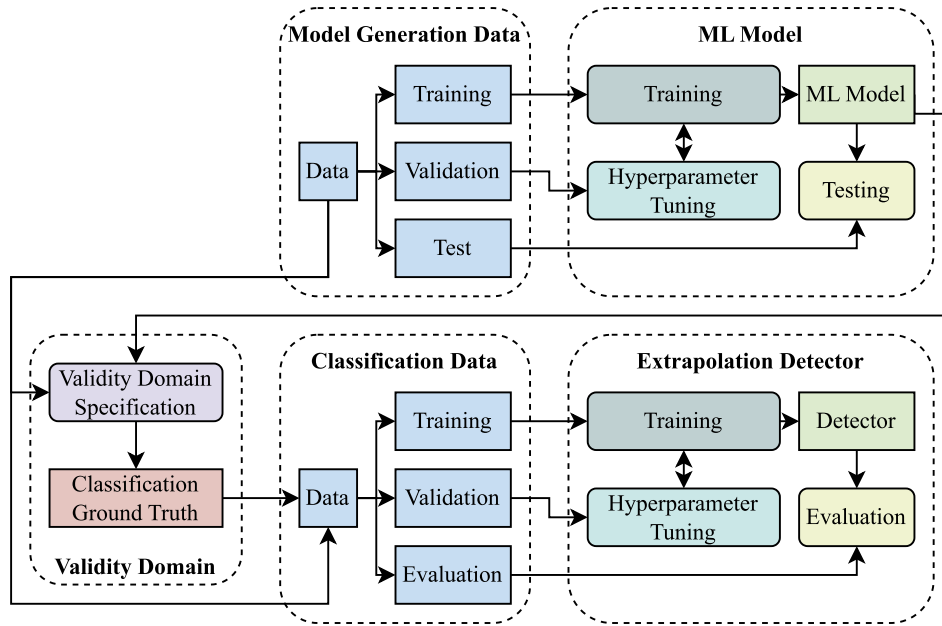 Model Generation Data
Training
Data
Validation
Test
ML Model
Training
ML Model
Hyperparameter
Tuning
Testing
Validity Domain
Specification
Classification
Ground Truth
Validity Domain
Classification Data
Training
Data
Validation
Evaluation
Extrapolation Detector
Training
Detector
Hyperparameter
Tuning
Evaluation